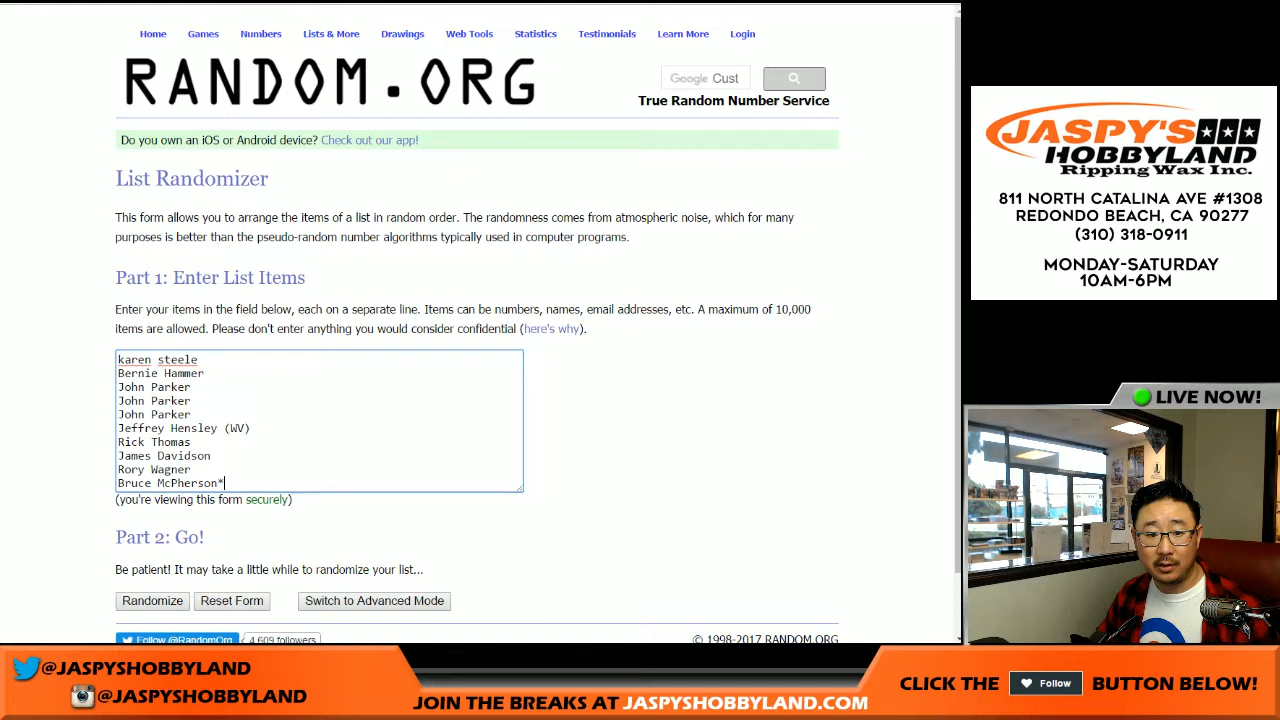 Home Games Numbers Lists & More Drawings Web Tools Statistics Testimonials Learn More Login
RANDOM.ORG
Google Cust
True Random Number Service
Do you own an iOS or Android device? Check out our app!
List Randomizer
This form allows you to arrange the items of a list in random order. The randomness comes from atmospheric noise, which for many
purposes is better than the pseudo-random number algorithms typically used in computer programs.
Part 1: Enter List Items
Enter your items in the field below, each on a separate line. Items can be numbers, names, email addresses, etc. A maximum of 10,000
items are allowed. Please don't enter anything you would consider confidential (here's why).
karen steele
Bernie Hammer
John Parker
John Parker
John Parker
Jeffrey Hensley (WV)
Rick Thomas
James Davidson
Rory Wagner
Bruce McPherson*
(you're viewing this form securely)
Part 2: Go!
Be patient! It may take a little while to randomize your list...
Randomize Reset Form Switch to Advanced Mode
Follow @RandomOrg 4,609 followers
© 1998-2017 RANDOM.ORG
JASPY'S
HOBBYLAND
Ripping Wax Inc.
811 NORTH CATALINA AVE #1308
REDONDO BEACH, CA 90277
(310) 318-0911
MONDAY-SATURDAY
10AM-6PM
LIVE NOW!
@JASPYSHOBBYLAND
@JASPYSHOBBYLAND
JOIN THE BREAKS AT JASPYSHOBBYLAND.COM
CLICK THE Follow BUTTON BELOW!